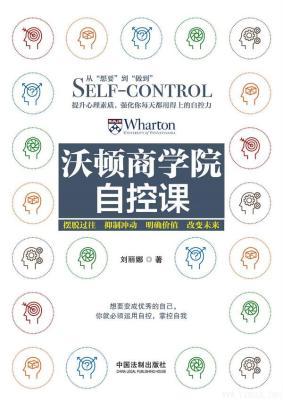 从“想要”到“做到”
SELF-CONTROL
提升心理素质，强化你每天都用得上的自控力
Wharton
UNIVERSITY of PENNSYLVANIA
沃顿商学院
自控课
摆脱过往 抑制冲动 明确价值 改变未来
刘丽娜 著
想要变成优秀的自己，
你就必须运用自控，掌控自我
中国法制出版社
CHINA LEGAL PUBLISHING HOUSE